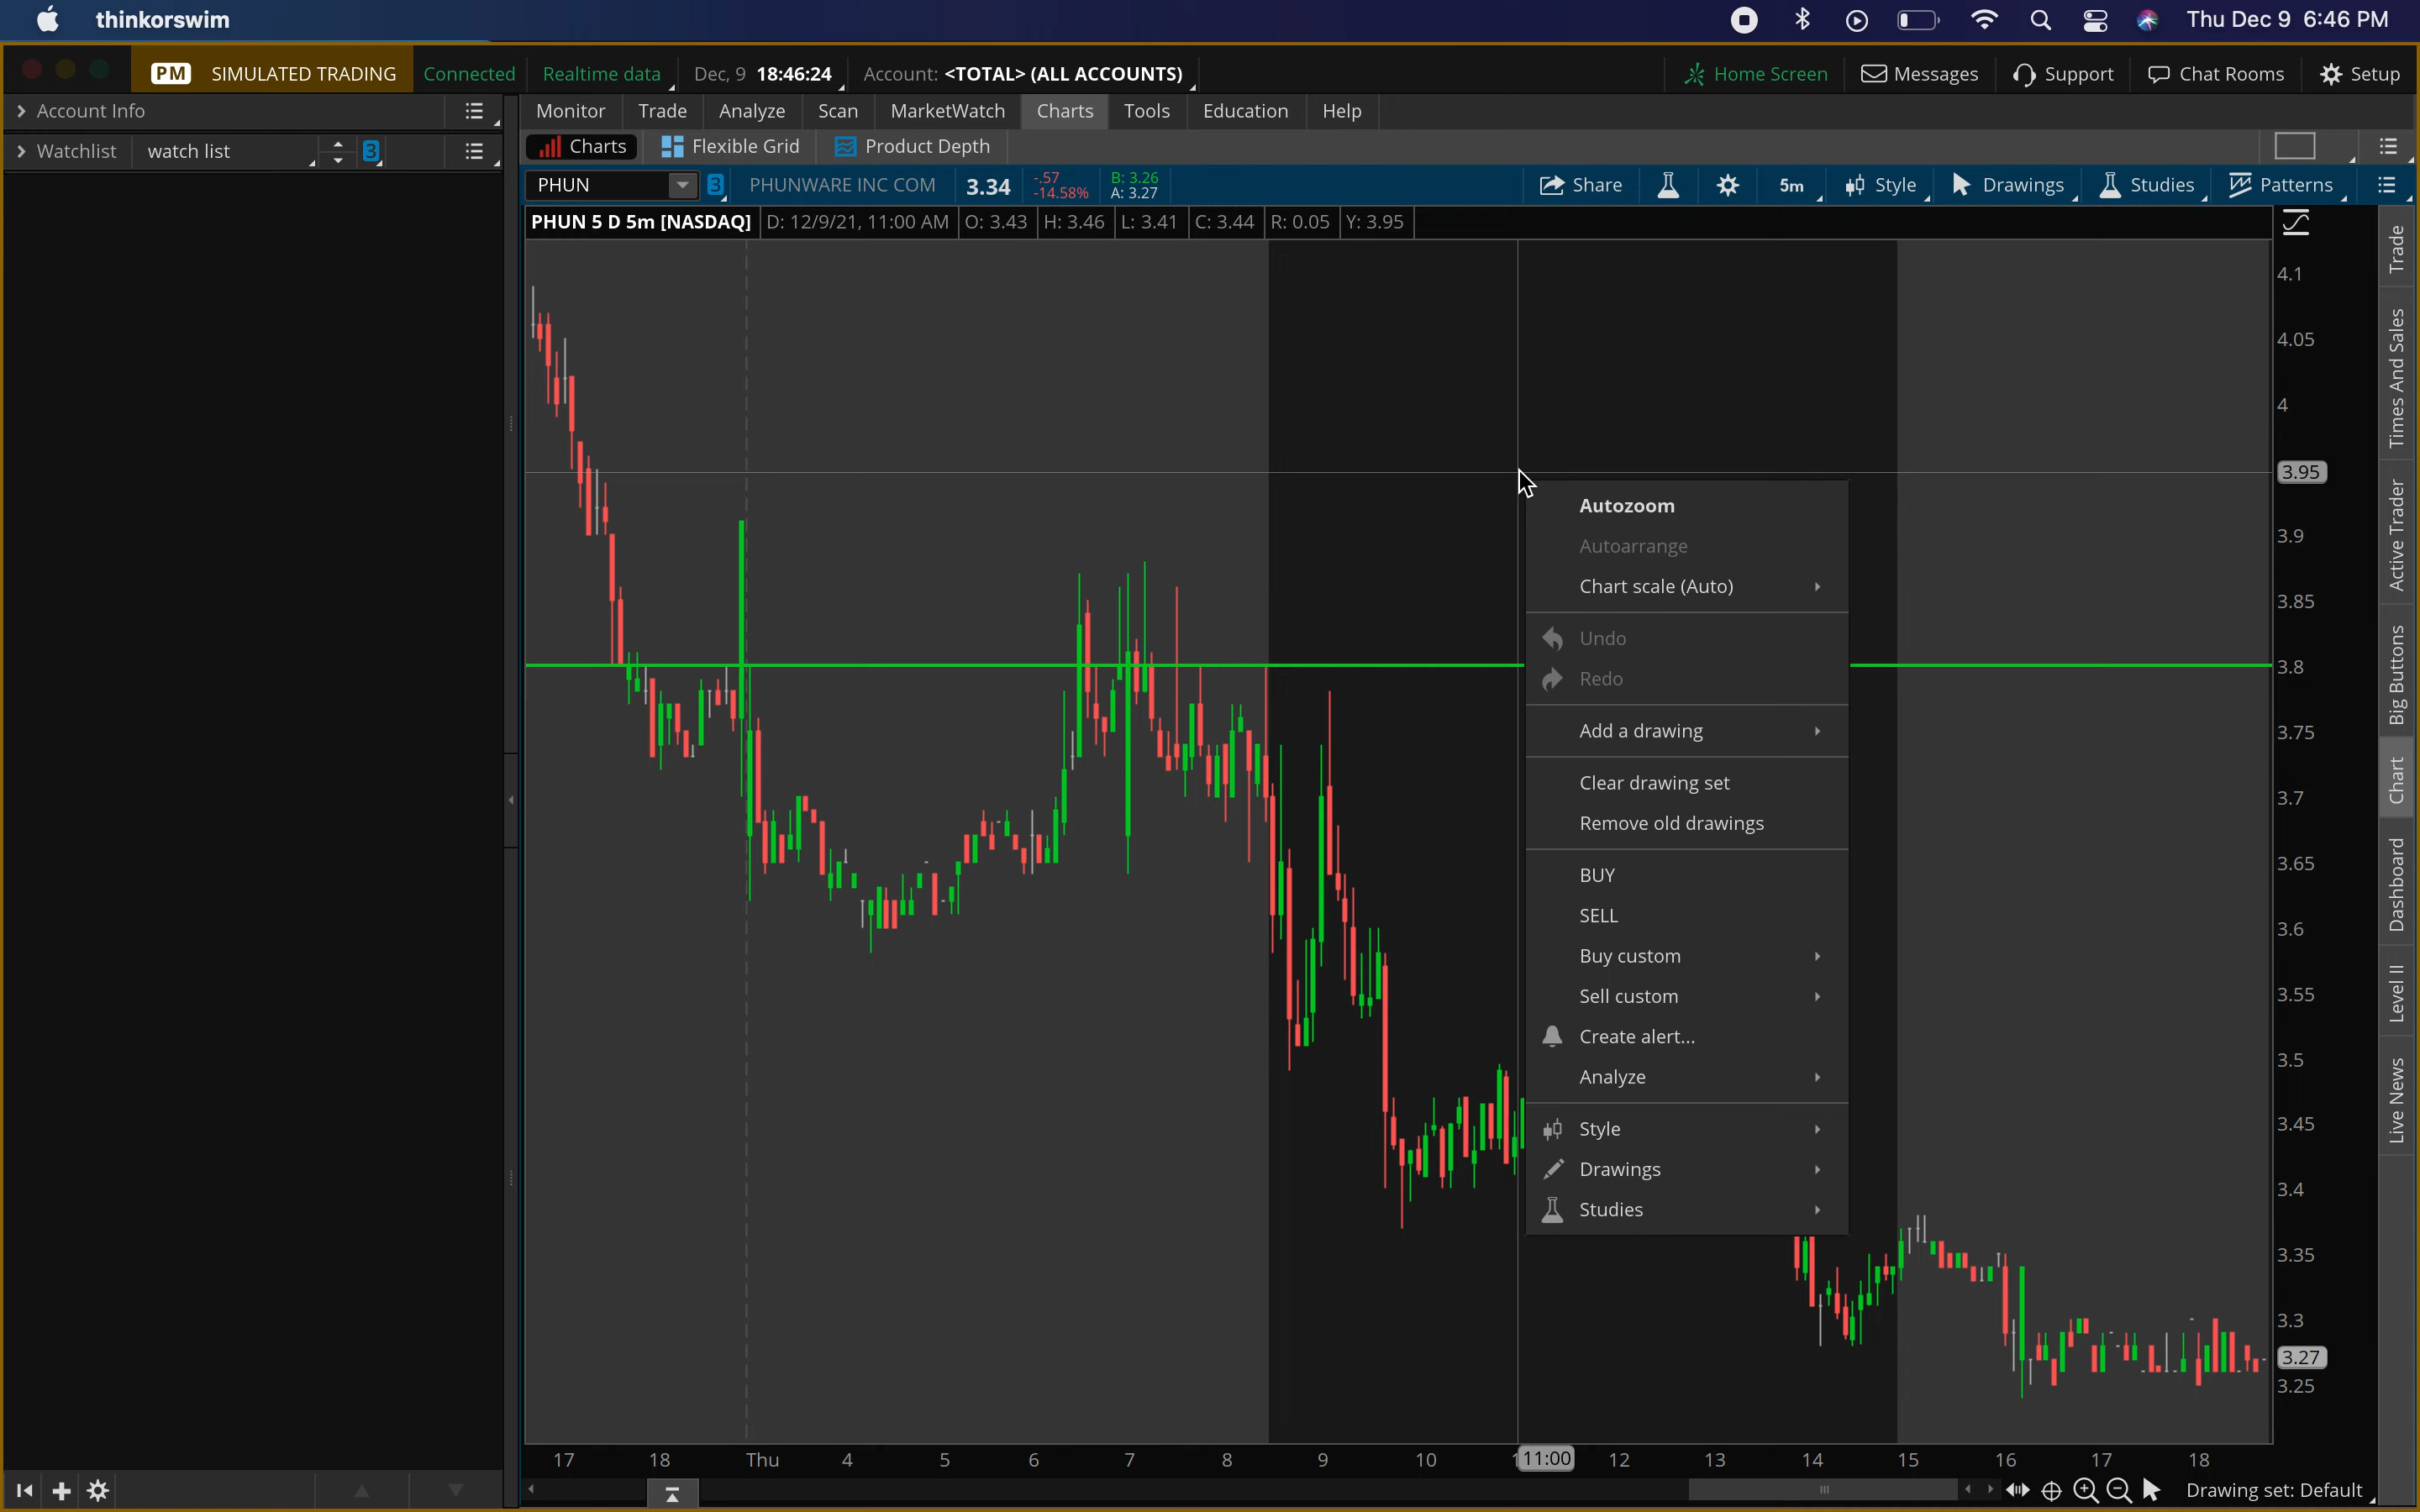 thinkorswim
Thu Dec 9 6:46 PM
PM SIMULATED TRADING Connected Realtime data Dec, 9 18:46:24 Account: <TOTAL> (ALL ACCOUNTS) Home Screen Messages Support Chat Rooms Setup
Account Info
Monitor Trade Analyze Scan MarketWatch Charts Tools Education Help
Watchlist watch list 3
Charts Flexible Grid Product Depth
PHUN 3 PHUNWARE INC COM 3.34 -.57 -14.58% B: 3.26 A: 3.27 Share 5m Style Drawings Studies Patterns
PHUN 5 D 5m [NASDAQ] D: 12/9/21, 11:00 AM O: 3.43 H: 3.46 L: 3.41 C: 3.44 R: 0.05 Y: 3.95
4.1
4.05
4
3.95
3.9
3.85
3.8
3.75
3.7
3.65
3.6
3.55
3.5
3.45
3.4
3.35
3.3
3.27
3.25
Autozoom
Autoarrange
Chart scale (Auto)
Undo
Redo
Add a drawing
Clear drawing set
Remove old drawings
BUY
SELL
Buy custom
Sell custom
Create alert...
Analyze
Style
Drawings
Studies
Trade
Times And Sales
Active Trader
Big Buttons
Chart
Dashboard
Level II
Live News
17 18 Thu 4 5 6 7 8 9 10 11:00 12 13 14 15 16 17 18
Drawing set: Default